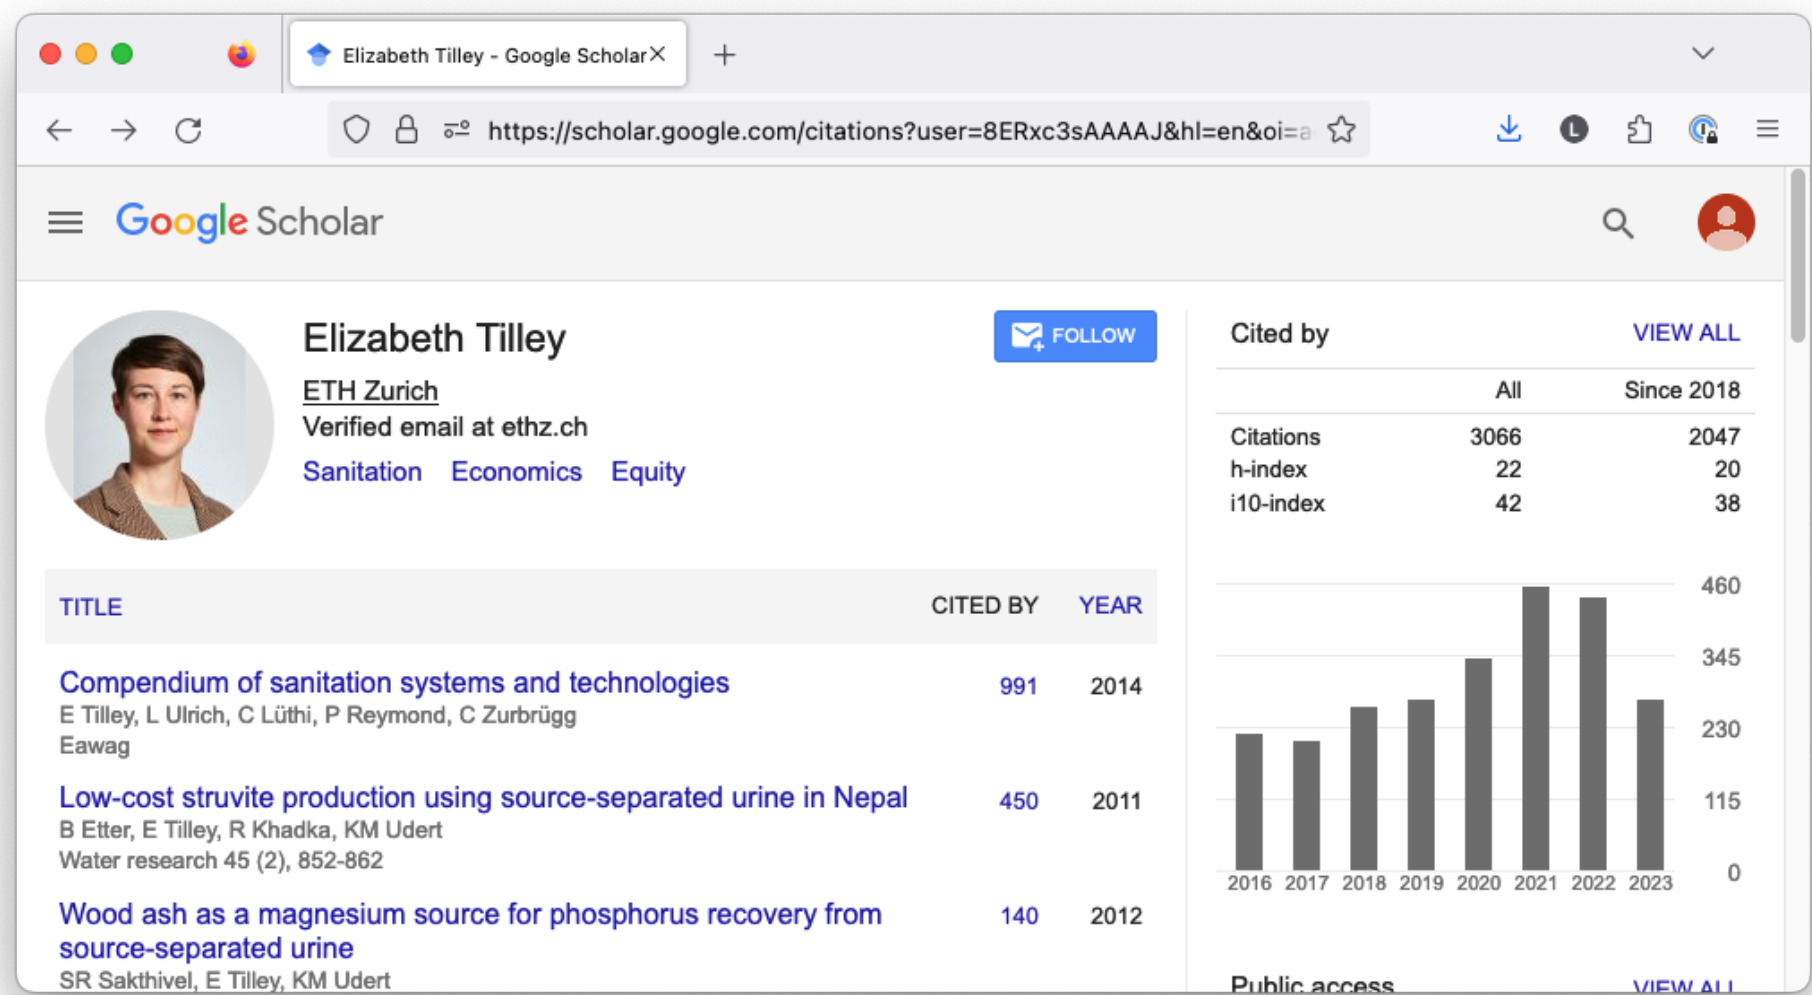 Elizabeth Tilley - Google Scholar
https://scholar.google.com/citations?user=8ERxc3sAAAAJ&hl=en&oi=a
L
Google Scholar
Elizabeth Tilley
FOLLOW
ETH Zurich
Verified email at ethz.ch
Sanitation Economics Equity
TITLE CITED BY YEAR
Compendium of sanitation systems and technologies 991 2014
E Tilley, L Ulrich, C Lüthi, P Reymond, C Zurbrügg
Eawag
Low-cost struvite production using source-separated urine in Nepal 450 2011
B Etter, E Tilley, R Khadka, KM Udert
Water research 45 (2), 852-862
Wood ash as a magnesium source for phosphorus recovery from 140 2012
source-separated urine
SR Sakthivel, E Tilley, KM Udert
Cited by VIEW ALL
All Since 2018
Citations 3066 2047
h-index 22 20
i10-index 42 38
460
345
230
115
0
2016 2017 2018 2019 2020 2021 2022 2023
Public access VIEW ALL